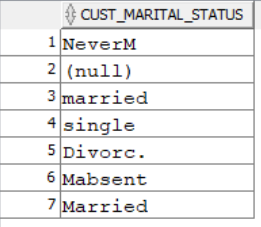 CUST_MARITAL_STATUS
1 NeverM
2 (null)
3 married
4 single
5 Divorc.
6 Mabsent
7 Married